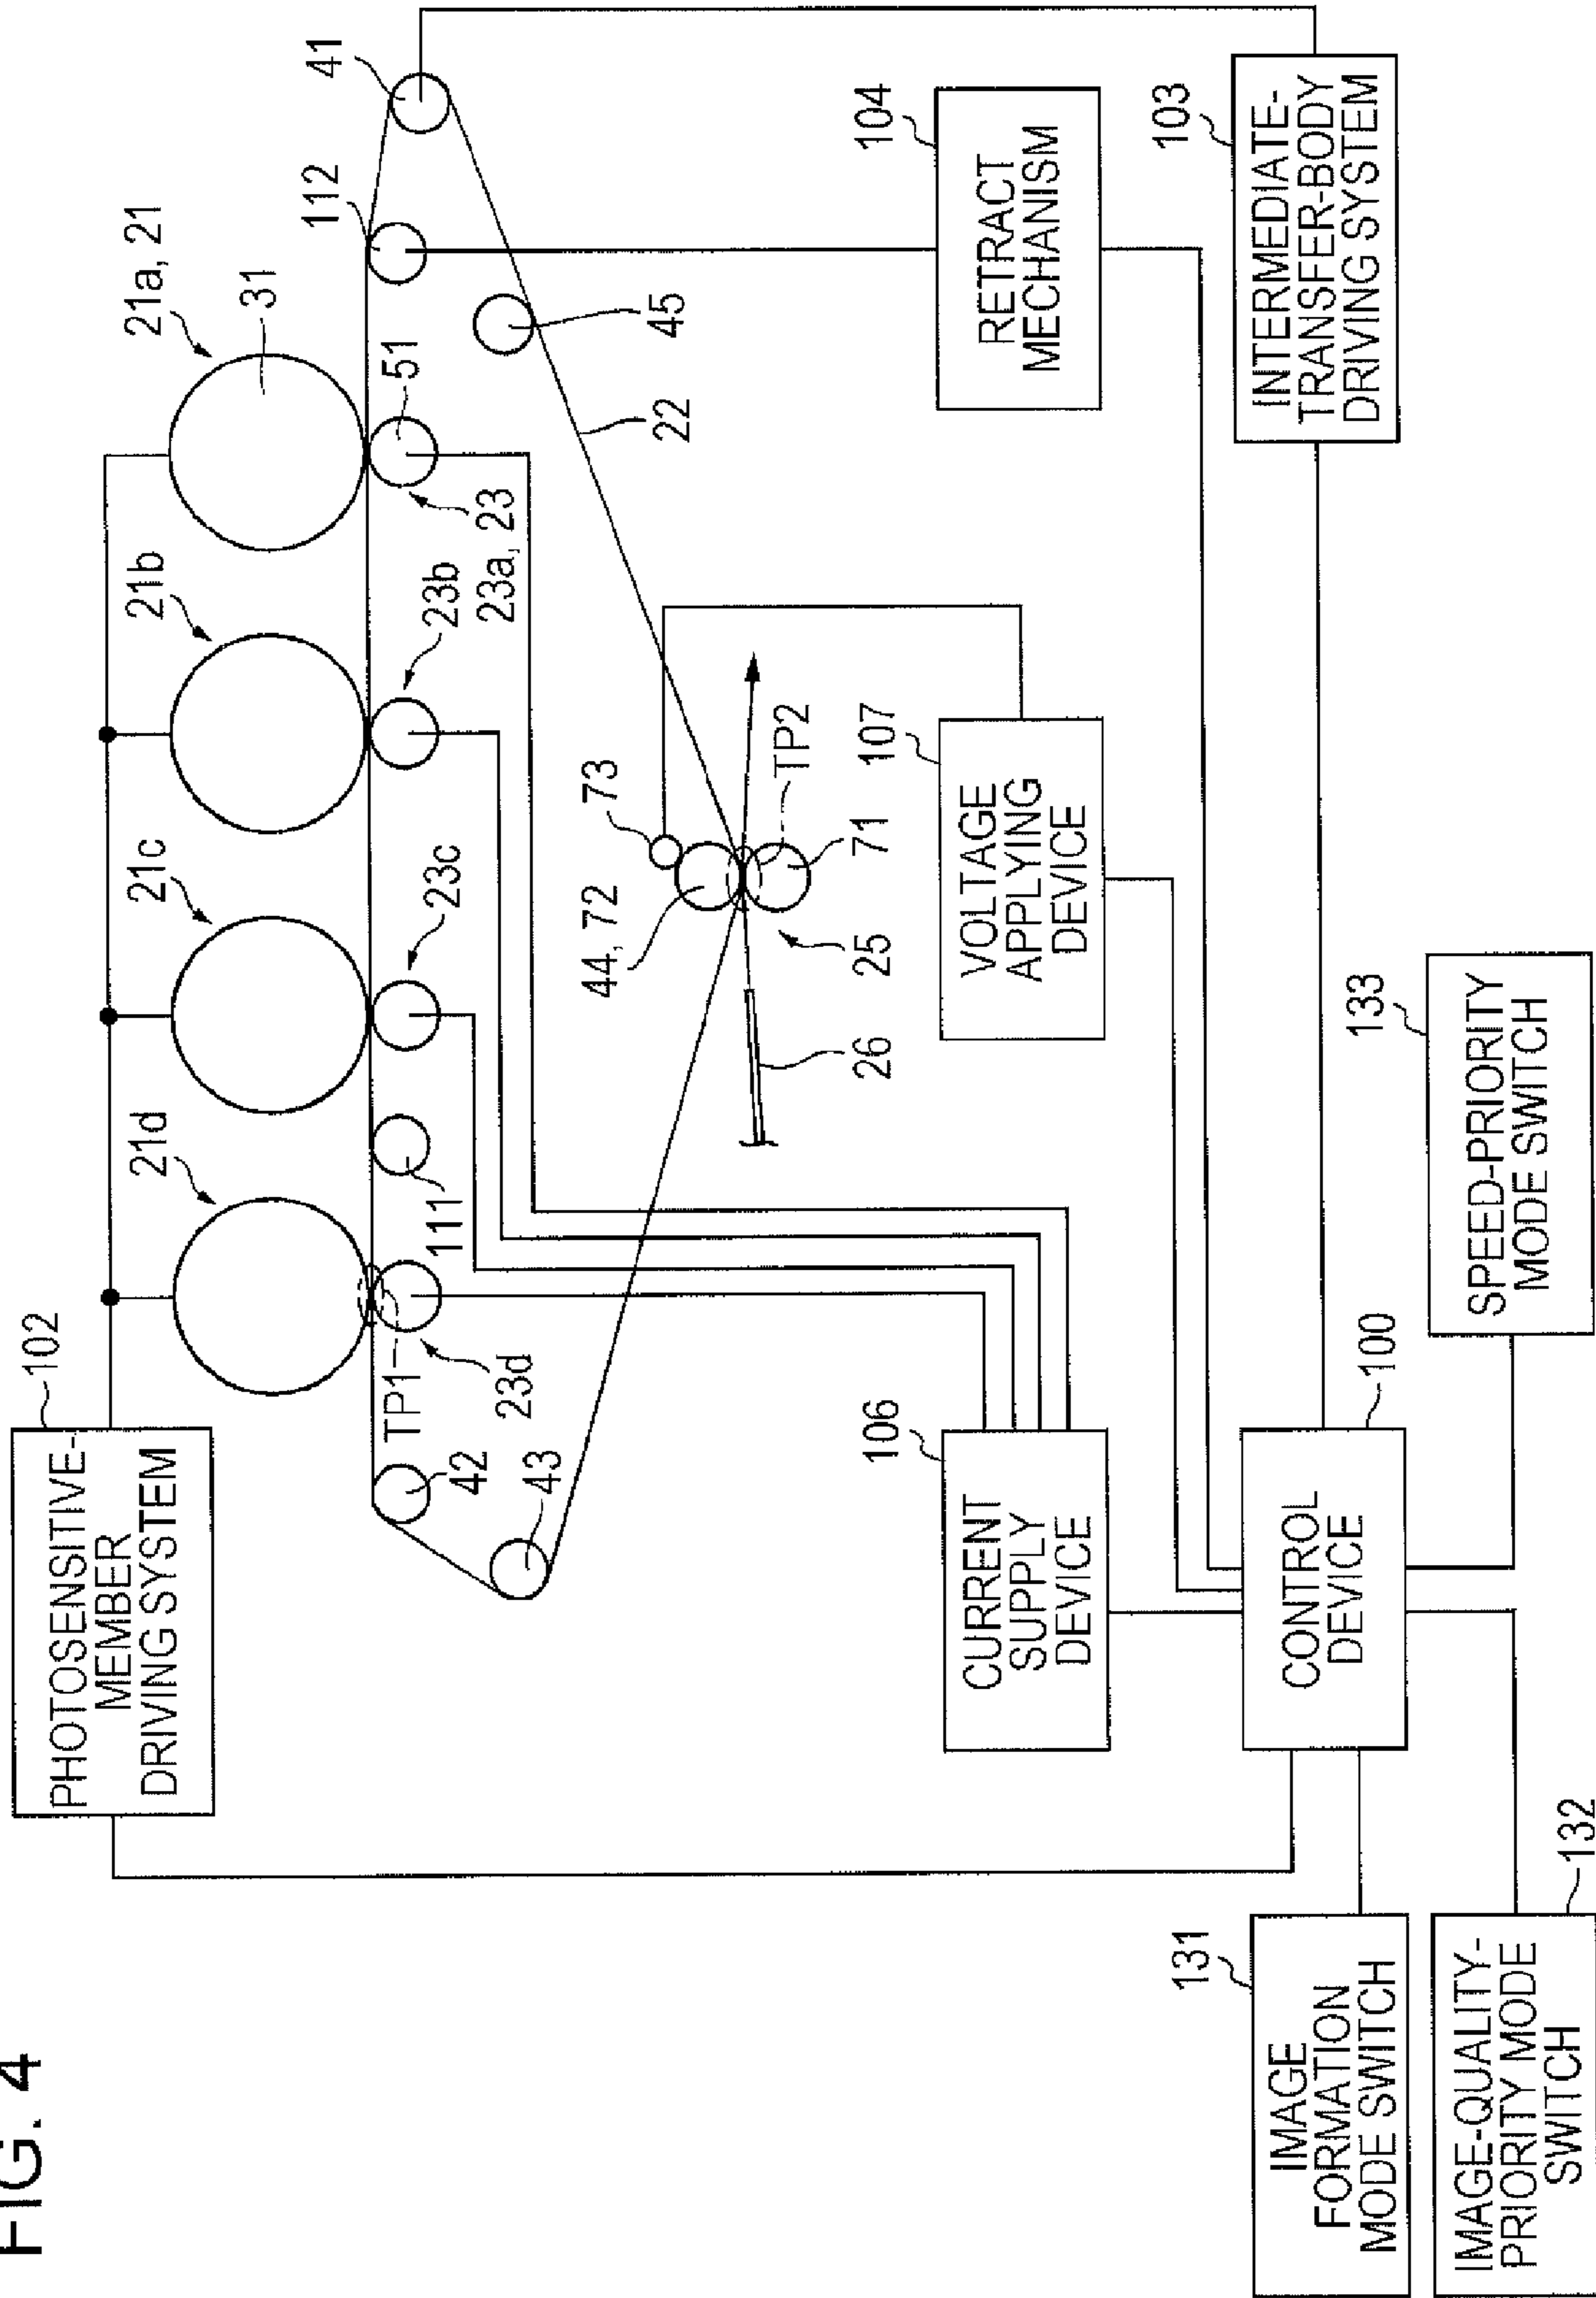 FIG. 4
102
PHOTOSENSITIVE-
MEMBER
DRIVING SYSTEM
21d
21c
21b
21a, 21
31
112
41
TP1
42
43
23d
111
23c
23b
23a, 23
51
45
22
44, 72
73
TP2
71
25
26
106
CURRENT
SUPPLY
DEVICE
107
VOLTAGE
APPLYING
DEVICE
104
RETRACT
MECHANISM
103
INTERMEDIATE-
TRANSFER-BODY
DRIVING SYSTEM
100
CONTROL
DEVICE
133
SPEED-PRIORITY
MODE SWITCH
131
IMAGE
FORMATION
MODE SWITCH
132
IMAGE-QUALITY-
PRIORITY MODE
SWITCH